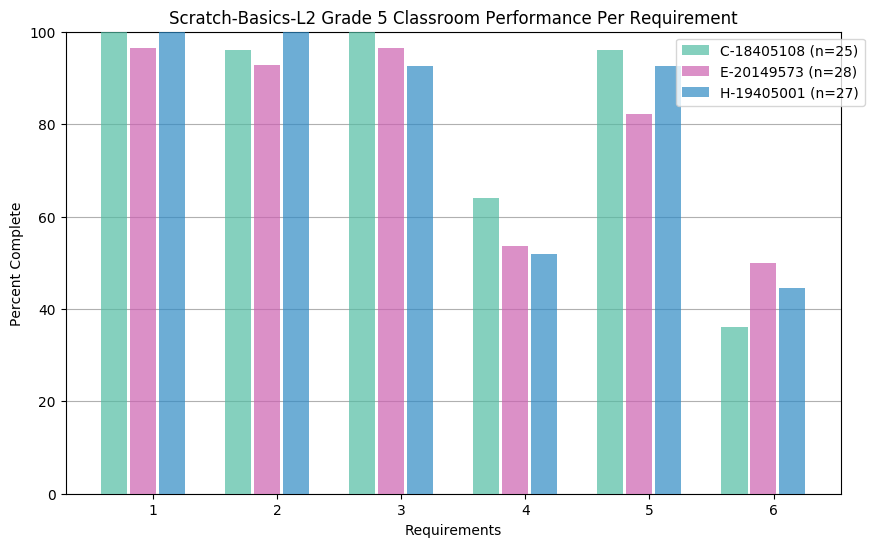 Scratch-Basics-L2 Grade 5 Classroom Performance Per Requirement
C-18405108 (n=25)
E-20149573 (n=28)
H-19405001 (n=27)
Percent Complete
100
80
60
40
20
0
1 2 3 4 5 6
Requirements